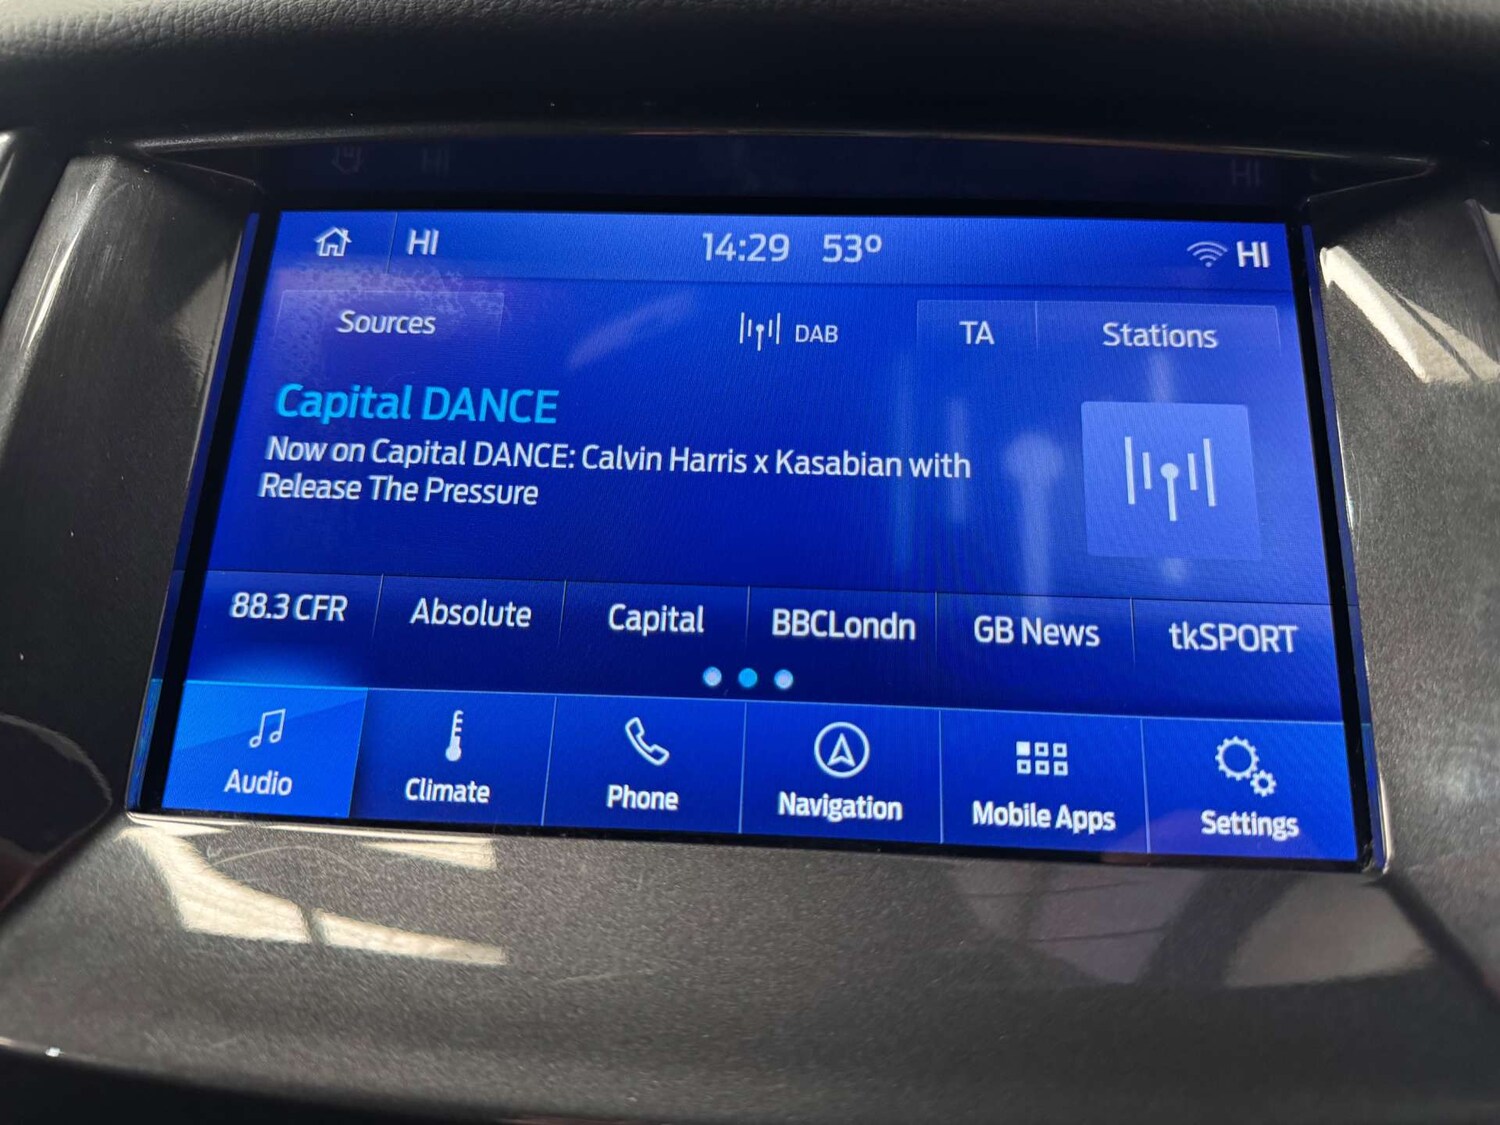 HI 14:29 53º HI
Sources DAB TA Stations
Capital DANCE
Now on Capital DANCE: Calvin Harris x Kasabian with
Release The Pressure
88.3 CFR Absolute Capital BBCLondn GB News tkSPORT
Audio Climate Phone Navigation Mobile Apps Settings